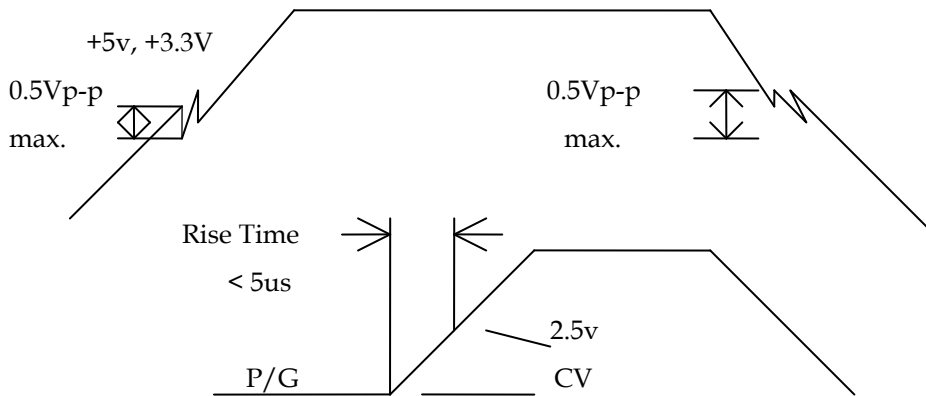 +5v, +3.3V
0.5Vp-p
max.
0.5Vp-p
max.
Rise Time
< 5us
2.5v
P/G
CV